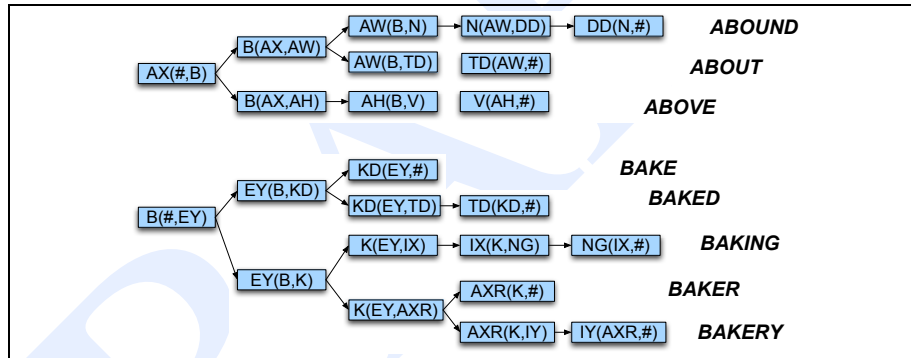 AW(B,N) N(AW,DD) DD(N,#) ABOUND
B(AX,AW)
AW(B,TD) TD(AW,#) ABOUT
AX(#,B)
B(AX,AH) AH(B,V) V(AH,#) ABOVE
KD(EY,#) BAKE
EY(B,KD)
KD(EY,TD) TD(KD,#) BAKED
B(#,EY)
K(EY,IX) IX(K,NG) NG(IX,#) BAKING
EY(B,K)
AXR(K,#) BAKER
K(EY,AXR)
AXR(K,IY) IY(AXR,#) BAKERY